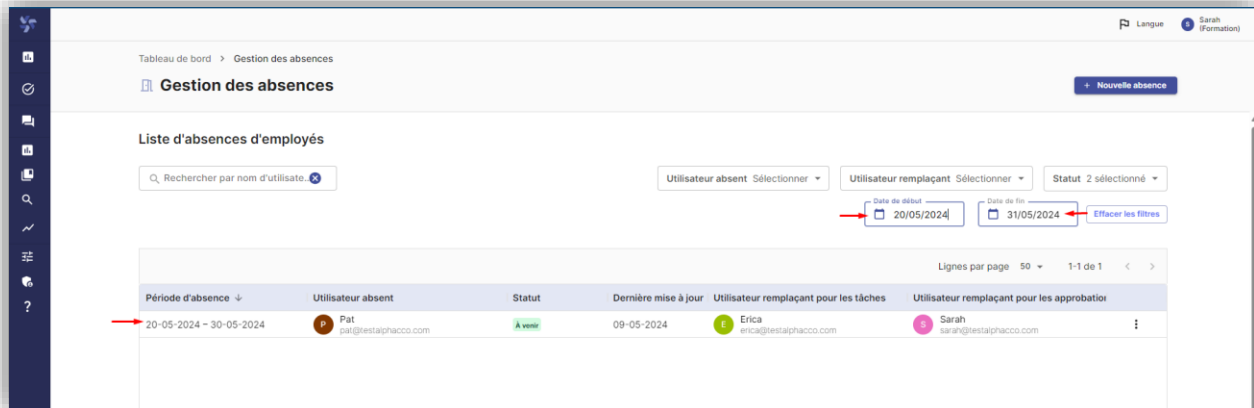 Langue
S
Sarah
(Formation)
Tableau de bord > Gestion des absences
Gestion des absences
+ Nouvelle absence
Liste d'absences d'employés
Rechercher par nom d'utilisate..
Utilisateur absent Sélectionner
Utilisateur remplaçant Sélectionner
Statut 2 sélectionné
Date de début
20/05/2024
Date de fin
31/05/2024
Effacer les filtres
Lignes par page 50 1-1 de 1 < >
Période d'absence ↓ Utilisateur absent Statut Dernière mise à jour Utilisateur remplaçant pour les tâches Utilisateur remplaçant pour les approbation
20-05-2024 – 30-05-2024 P Pat À venir 09-05-2024 E Erica S Sarah
pat@testalphacco.com erica@testalphacco.com sarah@testalphacco.com
?